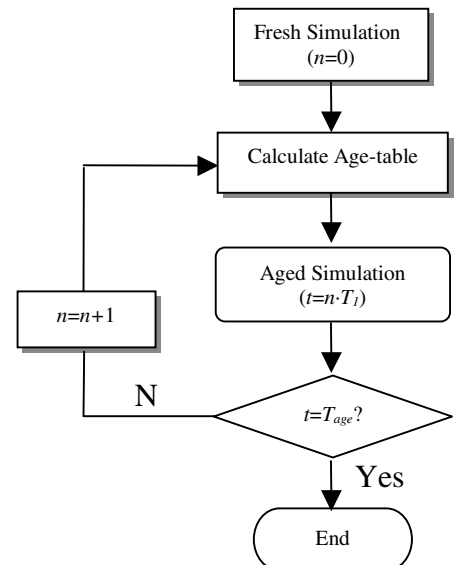 Fresh Simulation
(n=0)
Calculate Age-table
Aged Simulation
(t=n·T₁)
n=n+1
N
t=Tage?
Yes
End